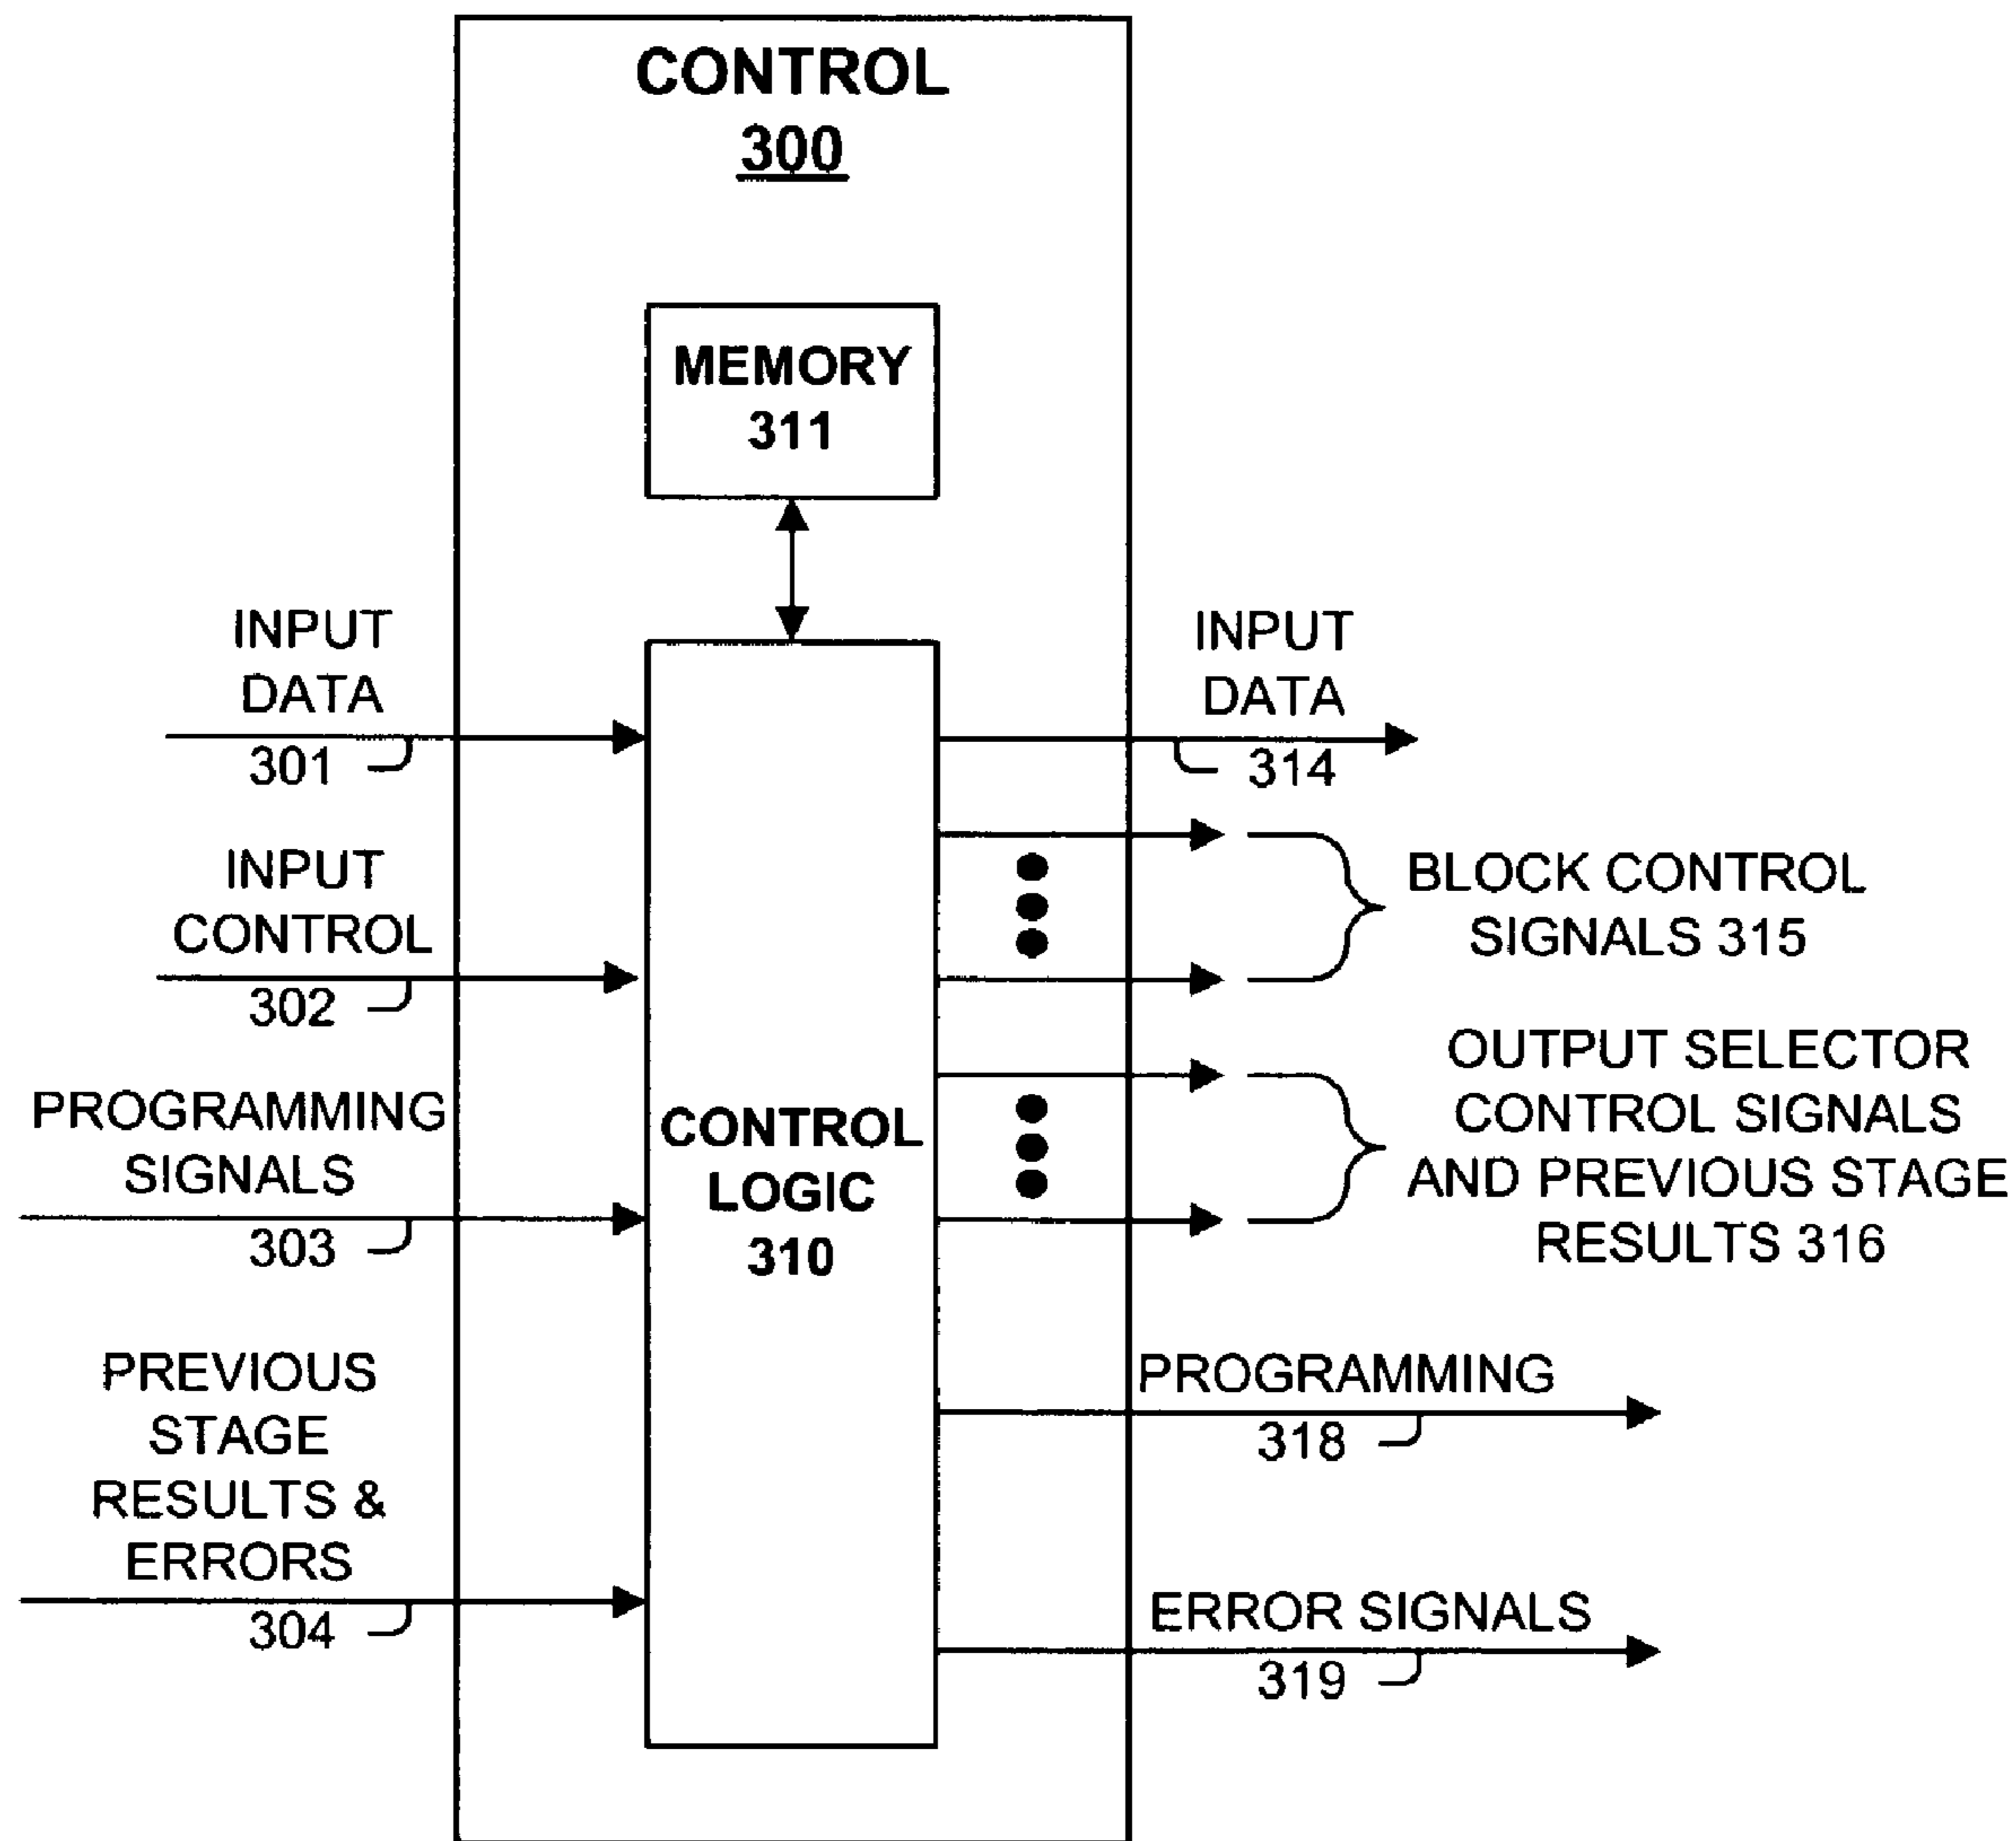 CONTROL
300
MEMORY
311
INPUT
DATA
301
INPUT
CONTROL
302
PROGRAMMING
SIGNALS
303
PREVIOUS
STAGE
RESULTS &
ERRORS
304
CONTROL
LOGIC
310
INPUT
DATA
314
BLOCK CONTROL
SIGNALS 315
OUTPUT SELECTOR
CONTROL SIGNALS
AND PREVIOUS STAGE
RESULTS 316
PROGRAMMING
318
ERROR SIGNALS
319